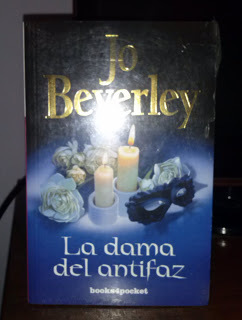 Jo
Beverley
La dama
del antifaz
books4pocket